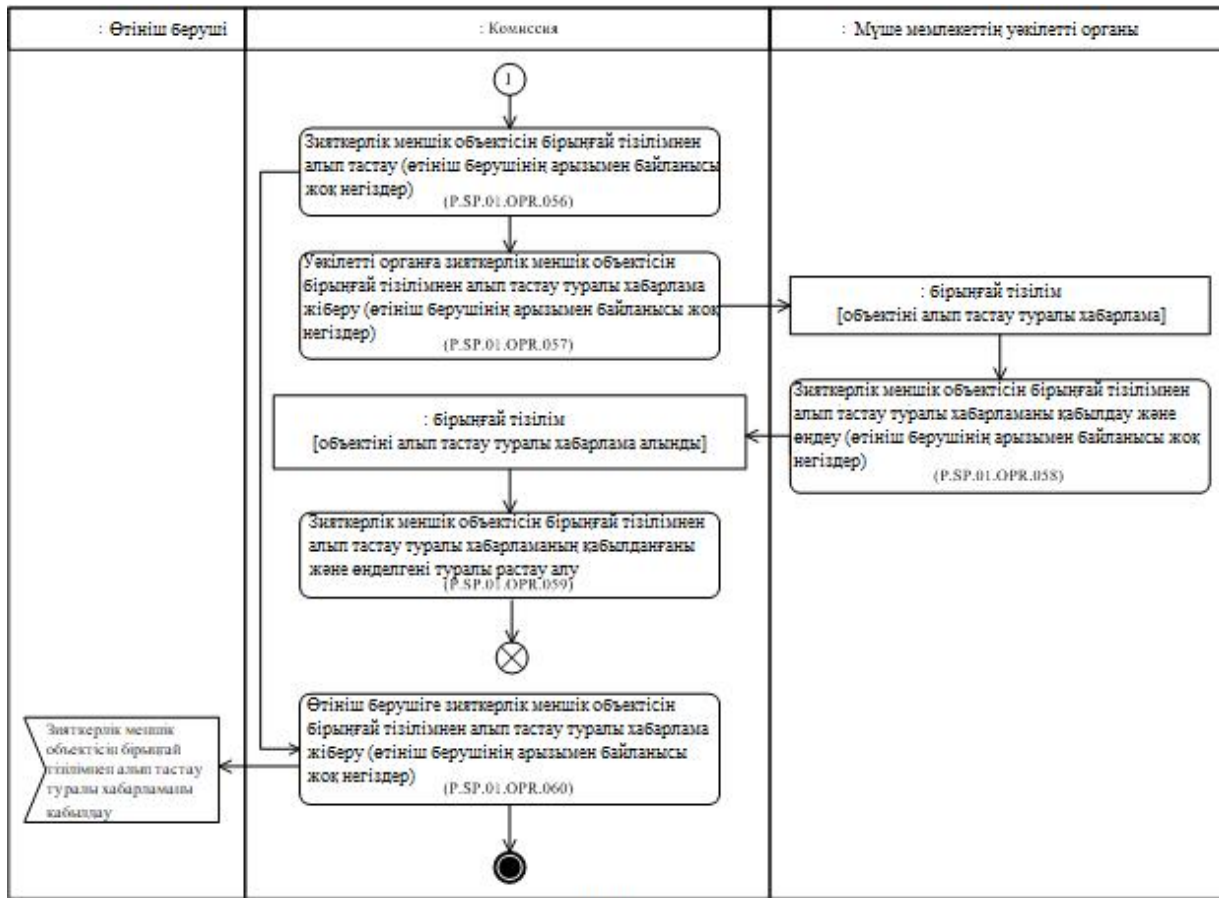 : Өтініш беруші
: Комиссия
: Мүше мемлекеттің уәкілетті органы
1
Зияткерлік меншік объектісін бірыңғай тізілімнен
алып тастау (өтініш берушінің арызымен байланысы
жоқ негіздер)
(P.SP.01.OPR.056)
Уәкілетті органға зияткерлік меншік объектісін
бірыңғай тізілімнен алып тастау туралы хабарлама
жіберу (өтініш берушінің арызымен байланысы жоқ
негіздер)
(P.SP.01.OPR.057)
: бірыңғай тізілім
[объектіні алып тастау туралы хабарлама]
Зияткерлік меншік объектісін бірыңғай тізілімнен
алып тастау туралы хабарламаны қабылдау және
өңдеу (өтініш берушінің арызымен байланысы жоқ
негіздер)
(P.SP.01.OPR.058)
: бірыңғай тізілім
[объектіні алып тастау туралы хабарлама алынды]
Зияткерлік меншік объектісін бірыңғай тізілімнен
алып тастау туралы хабарламаның қабылданғаны
және өңделгені туралы растау алу
(P.SP.01.OPR.059)
Өтініш берушіге зияткерлік меншік объектісін
бірыңғай тізілімнен алып тастау туралы хабарлама
жіберу (өтініш берушінің арызымен байланысы
жоқ негіздер)
(P.SP.01.OPR.060)
Зияткерлік меншік
объектісін бірыңғай
тізілімнен алып тастау
туралы хабарламаны
қабылдау